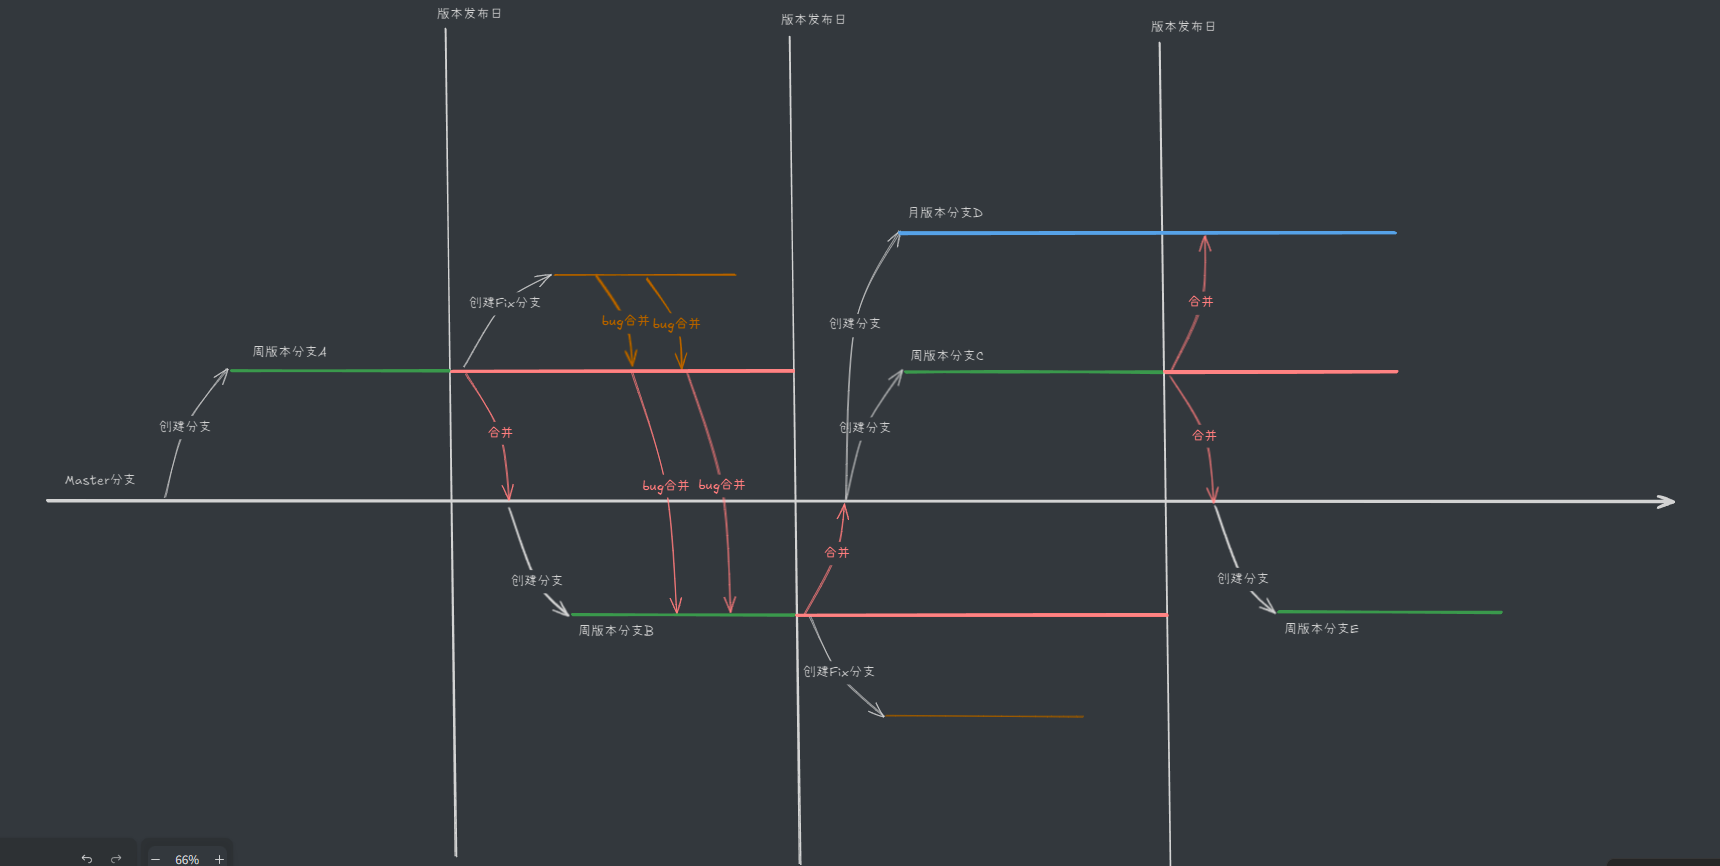 版本发布日
版本发布日
版本发布日
月版本分支D
创建Fix分支
合并
创建分支
bug合并
bug合并
周版本分支A
周版本分支C
创建分支
创建分支
合并
合并
Master分支
bug合并
bug合并
合并
创建分支
创建分支
周版本分支B
周版本分支E
创建Fix分支
66%